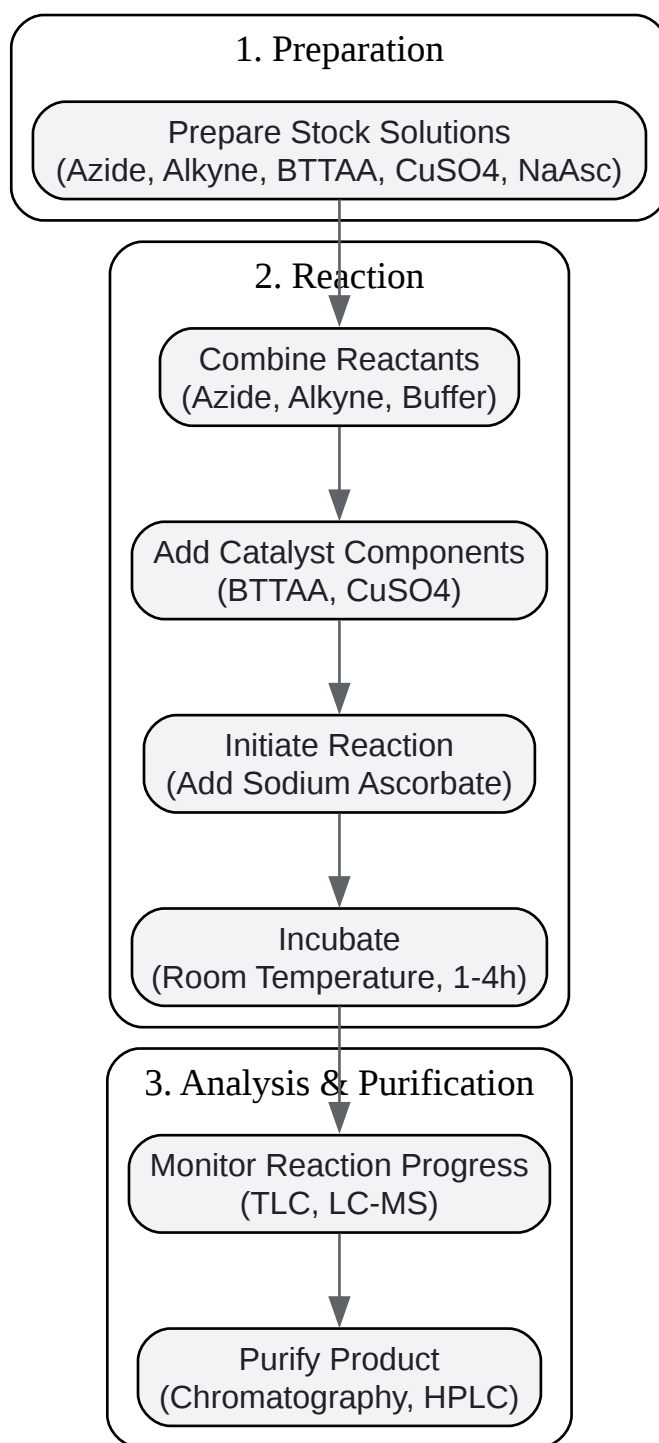 1. Preparation
Prepare Stock Solutions
(Azide, Alkyne, BTTAA, CuSO4, NaAsc)
2. Reaction
Combine Reactants
(Azide, Alkyne, Buffer)
Add Catalyst Components
(BTTAA, CuSO4)
Initiate Reaction
(Add Sodium Ascorbate)
Incubate
(Room Temperature, 1-4h)
3. Analysis & Purification
Monitor Reaction Progress
(TLC, LC-MS)
Purify Product
(Chromatography, HPLC)